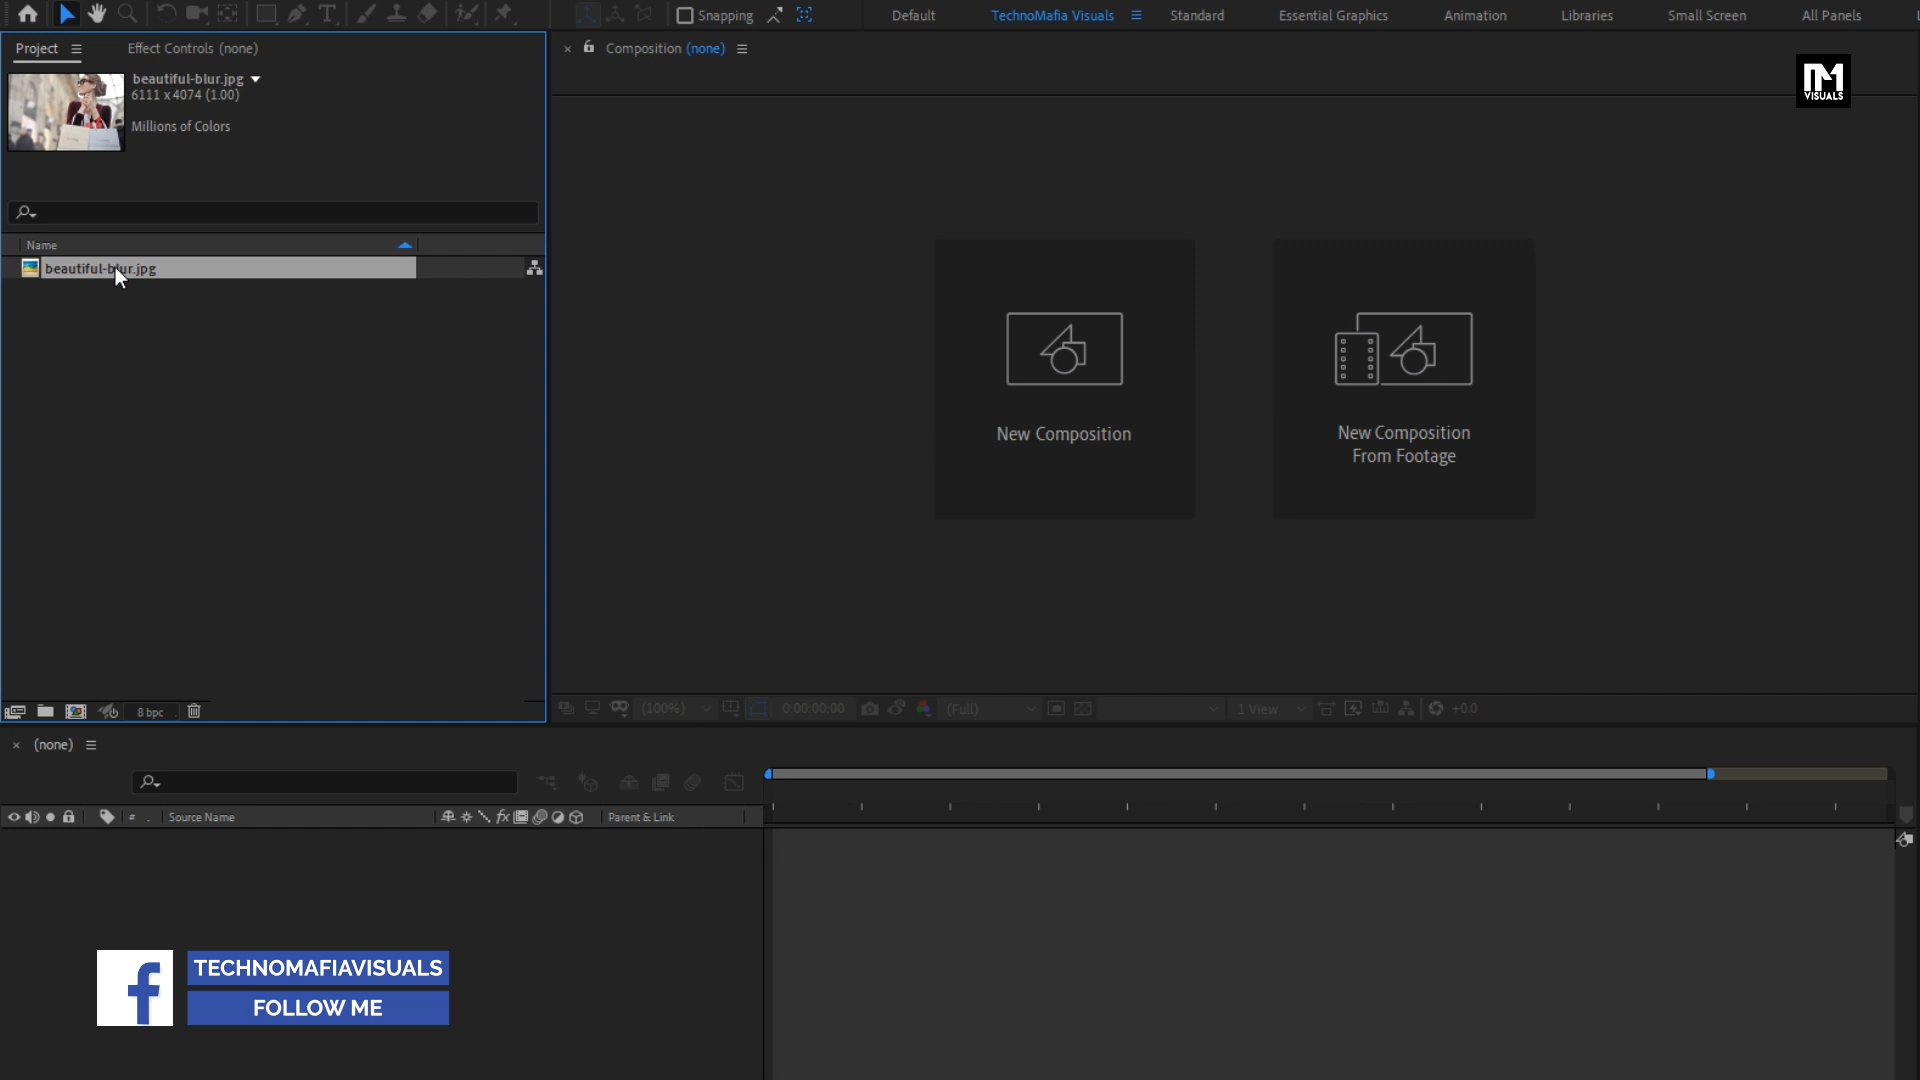 Snapping
Default
TechnoMafia Visuals
Standard
Essential Graphics
Animation
Libraries
Small Screen
All Panels
Project
Effect Controls (none)
Composition (none)
beautiful-blur.jpg
6111 x 4074 (1.00)
Millions of Colors
VISUALS
Name
beautiful-blur.jpg
New Composition
New Composition
From Footage
8 bpc
(100%)
0:00:00:00
(Full)
1 View
+0.0
(none)
#
Source Name
fx
Parent & Link
TECHNOMAFIAVISUALS
FOLLOW ME